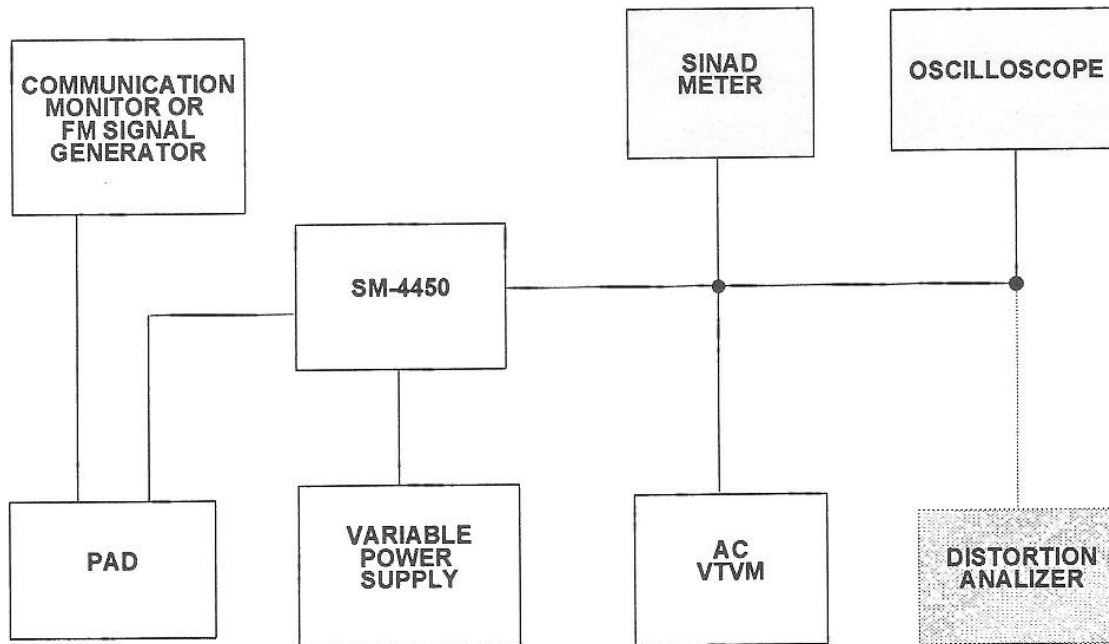 COMMUNICATION
MONITOR OR
FM SIGNAL
GENERATOR
SINAD
METER
OSCILLOSCOPE
SM-4450
PAD
VARIABLE
POWER
SUPPLY
AC
VTVM
DISTORTION
ANALIZER